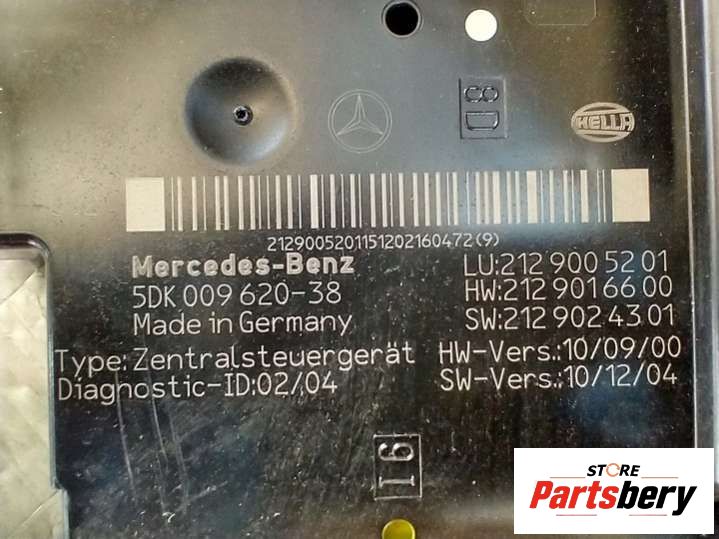 8D
HELLA
2129005201151202160472(9)
Mercedes-Benz
LU:212 900 52 01
5DK 009 620-38
HW:212 901 66 00
Made in Germany
SW:212 902 43 01
Type: Zentralsteuergerät
HW-Vers.:10/09/00
Diagnostic-ID:02/04
SW-Vers.:10/12/04
I6
STORE
Partsbery